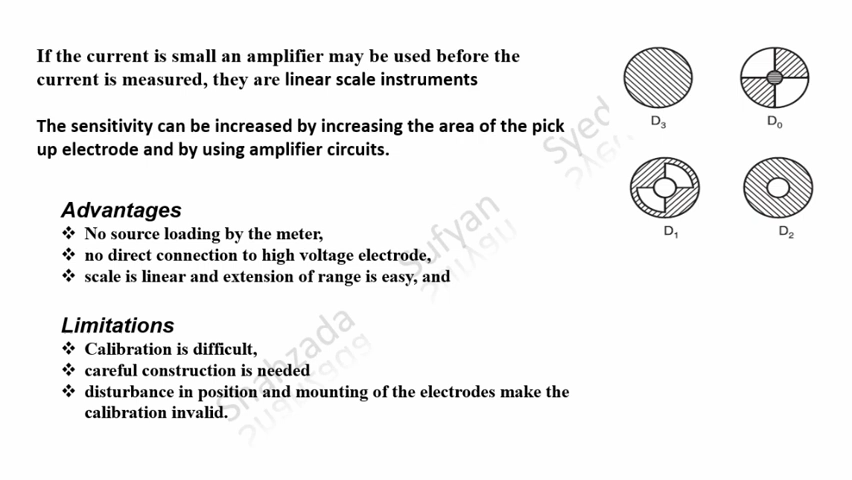 If the current is small an amplifier may be used before the
current is measured, they are linear scale instruments
The sensitivity can be increased by increasing the area of the pick
up electrode and by using amplifier circuits.
Advantages
❖ No source loading by the meter,
❖ no direct connection to high voltage electrode,
❖ scale is linear and extension of range is easy, and
Limitations
❖ Calibration is difficult,
❖ careful construction is needed
❖ disturbance in position and mounting of the electrodes make the
calibration invalid.
D3
D0
D1
D2
Syed
Sufyan
Shahzada